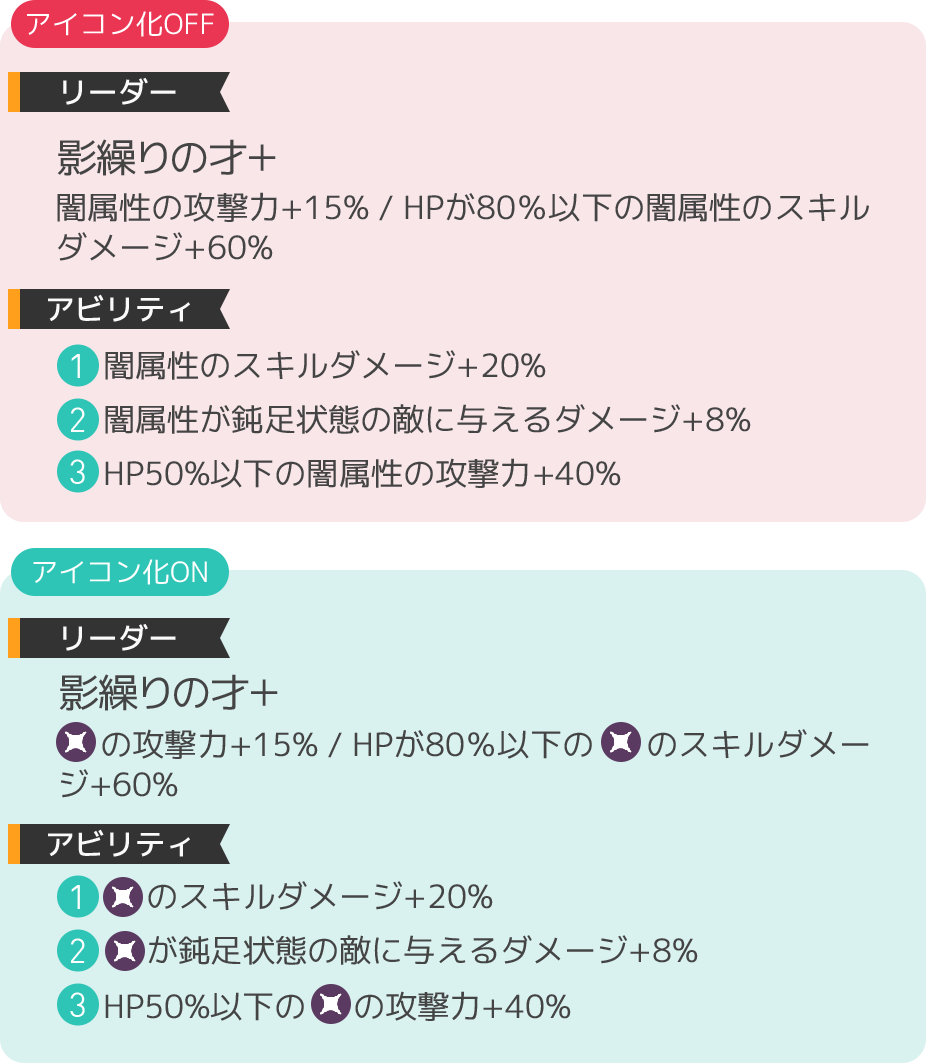 アイコン化OFF
リーダー
影繰りの才+
闇属性の攻撃力+15% / HPが80%以下の闇属性のスキル
ダメージ+60%
アビリティ
1 闇属性のスキルダメージ+20%
2 闇属性が鈍足状態の敵に与えるダメージ+8%
3 HP50%以下の闇属性の攻撃力+40%
アイコン化ON
リーダー
影繰りの才+
の攻撃力+15% / HPが80%以下の のスキルダメー
ジ+60%
アビリティ
1 のスキルダメージ+20%
2 が鈍足状態の敵に与えるダメージ+8%
3 HP50%以下の の攻撃力+40%